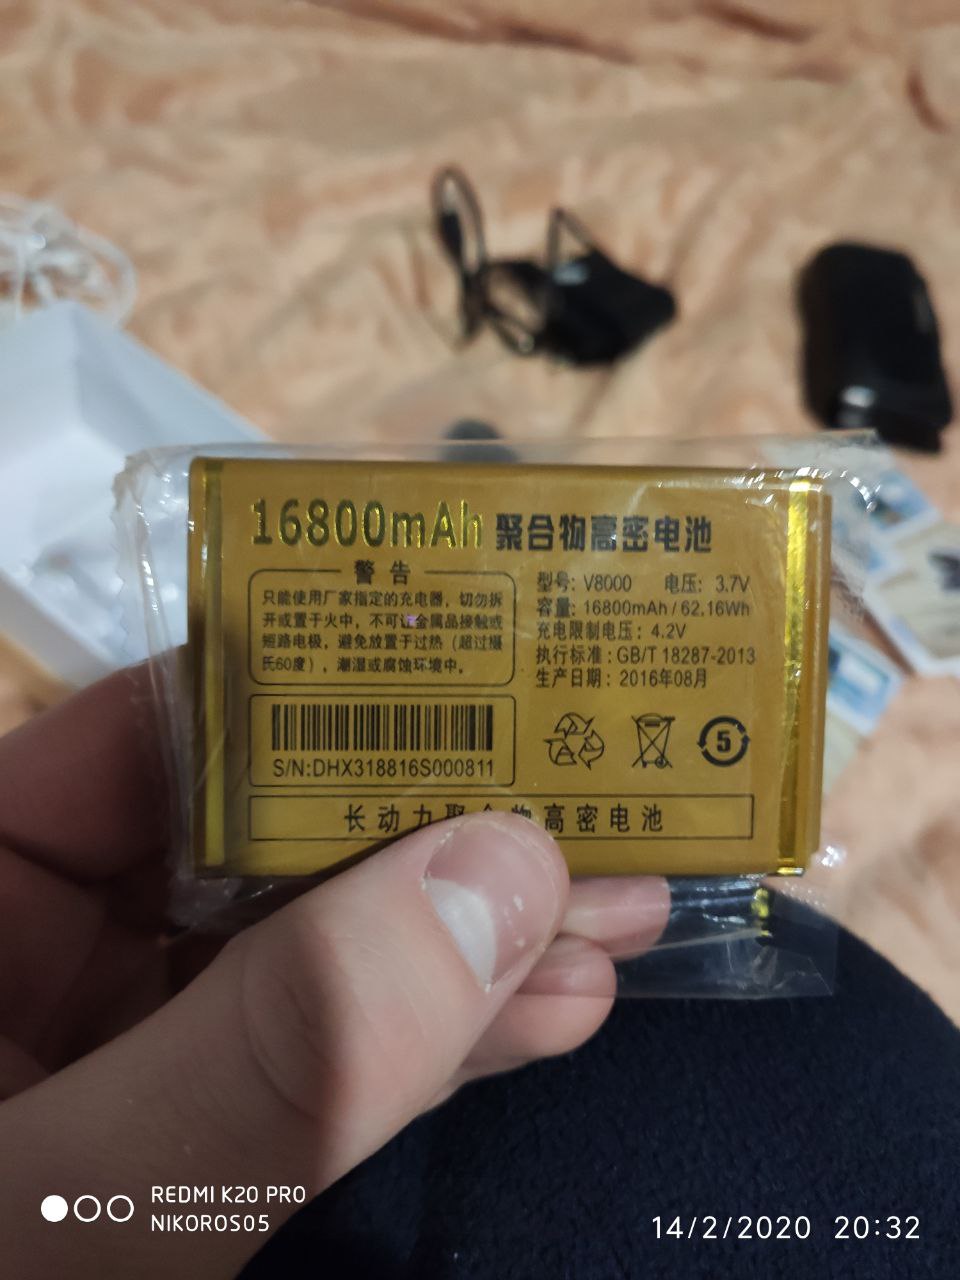 16800mAh 聚合物高密电池
警告
只能使用厂家指定的充电器，切勿拆
开或置于火中，不可让金属品接触或
短路电极，避免放置于过热（超过摄
氏60度），潮湿或腐蚀环境中。
型号: V8000 电压: 3.7V
容量: 16800mAh / 62.16Wh
充电限制电压: 4.2V
执行标准: GB/T 18287-2013
生产日期: 2016年08月
5
S/N:DHX318816S000811
长动力聚合物高密电池
REDMI K20 PRO
NIKOROS05
14/2/2020 20:32